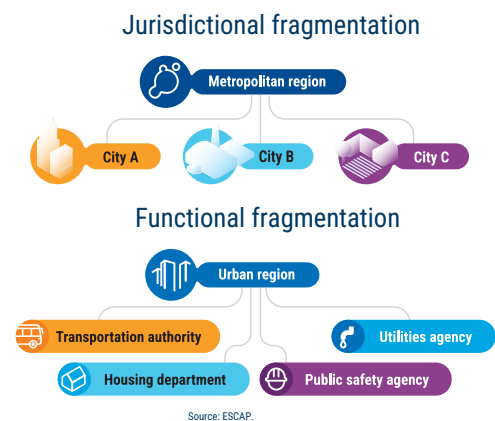 Jurisdictional fragmentation
Metropolitan region
City A
City B
City C
Functional fragmentation
Urban region
Transportation authority
Utilities agency
Housing department
Public safety agency
Source: ESCAP.